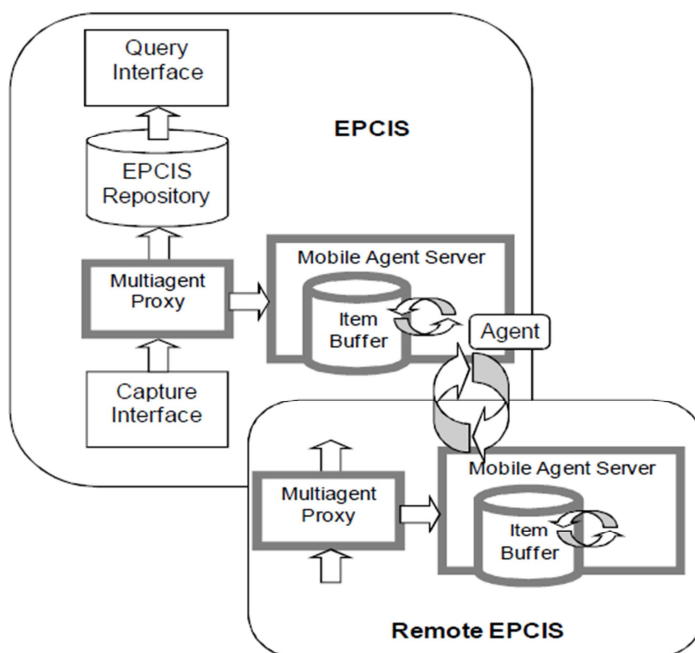 Query
Interface
EPCIS
EPCIS
Repository
Mobile Agent Server
Multiagent
Proxy
Item
Buffer
Agent
Capture
Interface
Mobile Agent Server
Multiagent
Proxy
Item
Buffer
Remote EPCIS